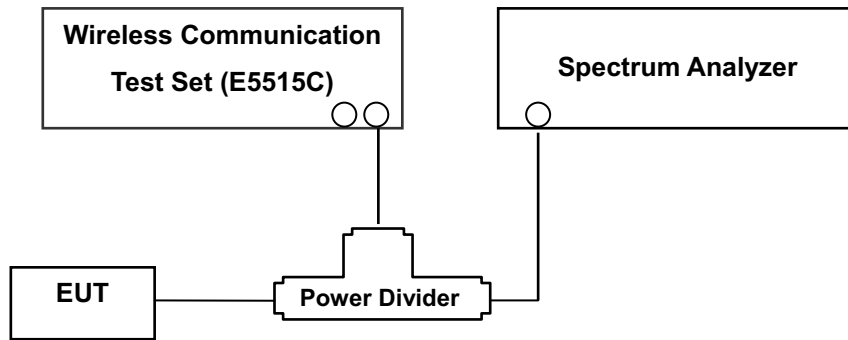 Wireless Communication
Test Set (E5515C)
Spectrum Analyzer
EUT
Power Divider